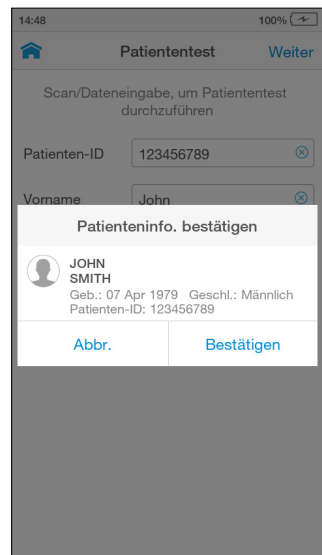 14:48 100%
Patiententest Weiter
Scan/Dateneingabe, um Patiententest
durchzuführen
Patienten-ID 123456789
Vorname John
Patienteninfo. bestätigen
JOHN
SMITH
Geb.: 07 Apr 1979 Geschl.: Männlich
Patienten-ID: 123456789
Abbr. Bestätigen